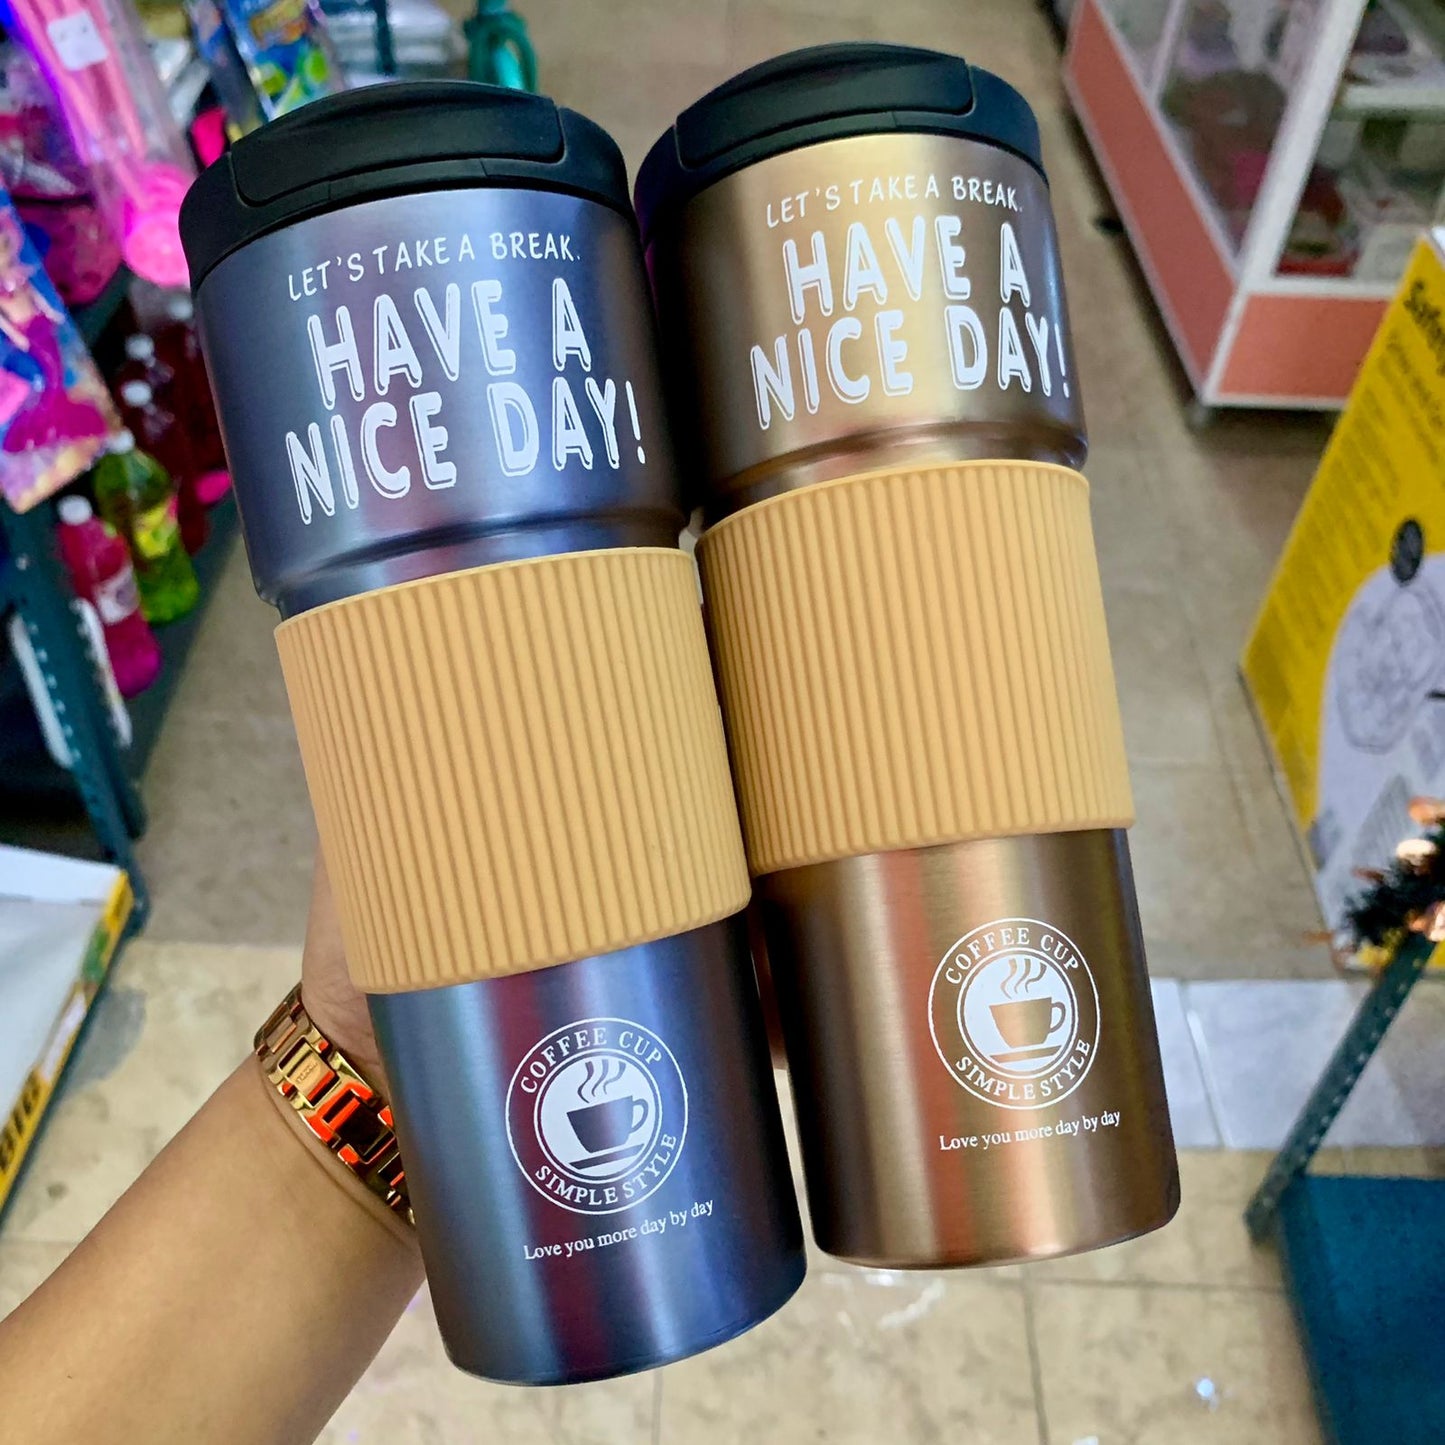 LET'S TAKE A BREAK.
HAVE A
NICE DAY!
COFFEE CUP
SIMPLE STYLE
Love you more day by day
LET'S TAKE A BREAK.
HAVE A
NICE DAY!
COFFEE CUP
SIMPLE STYLE
Love you more day by day
BIG